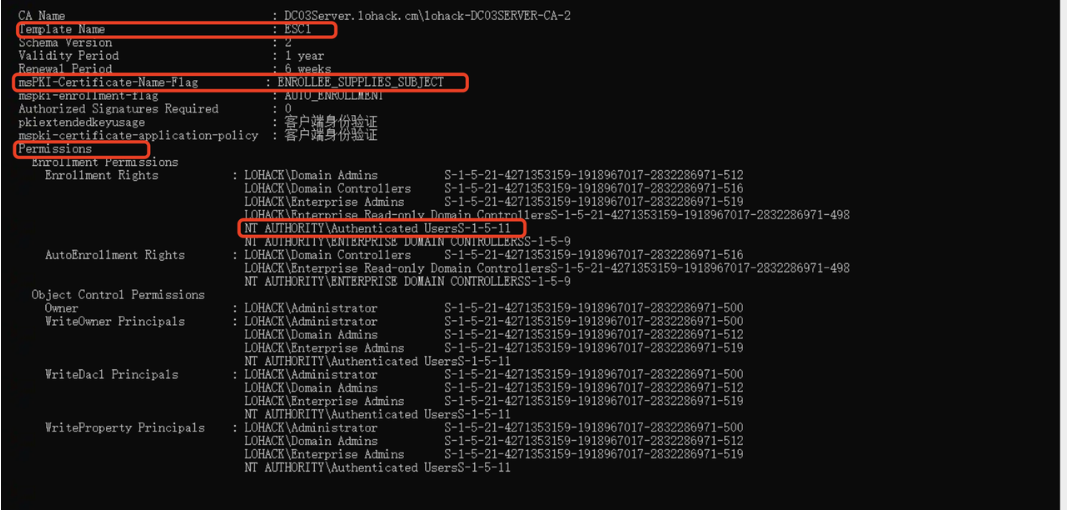 CA Name : DC03Server.lohack.cm\lohack-DC03SERVER-CA-2
Template Name : ESC1
Schema Version : 2
Validity Period : 1 year
Renewal Period : 6 weeks
msPKI-Certificate-Name-Flag : ENROLLEE_SUPPLIES_SUBJECT
mspki-enrollment-flag : AUTO_ENROLLMENT
Authorized Signatures Required : 0
pkiextendedkeyusage : 客户端身份验证
mspki-certificate-application-policy : 客户端身份验证
Permissions
Enrollment Permissions
Enrollment Rights : LOHACK\Domain Admins S-1-5-21-4271353159-1918967017-2832286971-512
LOHACK\Domain Controllers S-1-5-21-4271353159-1918967017-2832286971-516
LOHACK\Enterprise Admins S-1-5-21-4271353159-1918967017-2832286971-519
LOHACK\Enterprise Read-only Domain ControllersS-1-5-21-4271353159-1918967017-2832286971-498
NT AUTHORITY\Authenticated UsersS-1-5-11
NT AUTHORITY\ENTERPRISE DOMAIN CONTROLLERSS-1-5-9
AutoEnrollment Rights : LOHACK\Domain Controllers S-1-5-21-4271353159-1918967017-2832286971-516
LOHACK\Enterprise Read-only Domain ControllersS-1-5-21-4271353159-1918967017-2832286971-498
NT AUTHORITY\ENTERPRISE DOMAIN CONTROLLERSS-1-5-9
Object Control Permissions
Owner : LOHACK\Administrator S-1-5-21-4271353159-1918967017-2832286971-500
WriteOwner Principals : LOHACK\Administrator S-1-5-21-4271353159-1918967017-2832286971-500
LOHACK\Domain Admins S-1-5-21-4271353159-1918967017-2832286971-512
LOHACK\Enterprise Admins S-1-5-21-4271353159-1918967017-2832286971-519
NT AUTHORITY\Authenticated UsersS-1-5-11
WriteDacl Principals : LOHACK\Administrator S-1-5-21-4271353159-1918967017-2832286971-500
LOHACK\Domain Admins S-1-5-21-4271353159-1918967017-2832286971-512
LOHACK\Enterprise Admins S-1-5-21-4271353159-1918967017-2832286971-519
NT AUTHORITY\Authenticated UsersS-1-5-11
WriteProperty Principals : LOHACK\Administrator S-1-5-21-4271353159-1918967017-2832286971-500
LOHACK\Domain Admins S-1-5-21-4271353159-1918967017-2832286971-512
LOHACK\Enterprise Admins S-1-5-21-4271353159-1918967017-2832286971-519
NT AUTHORITY\Authenticated UsersS-1-5-11